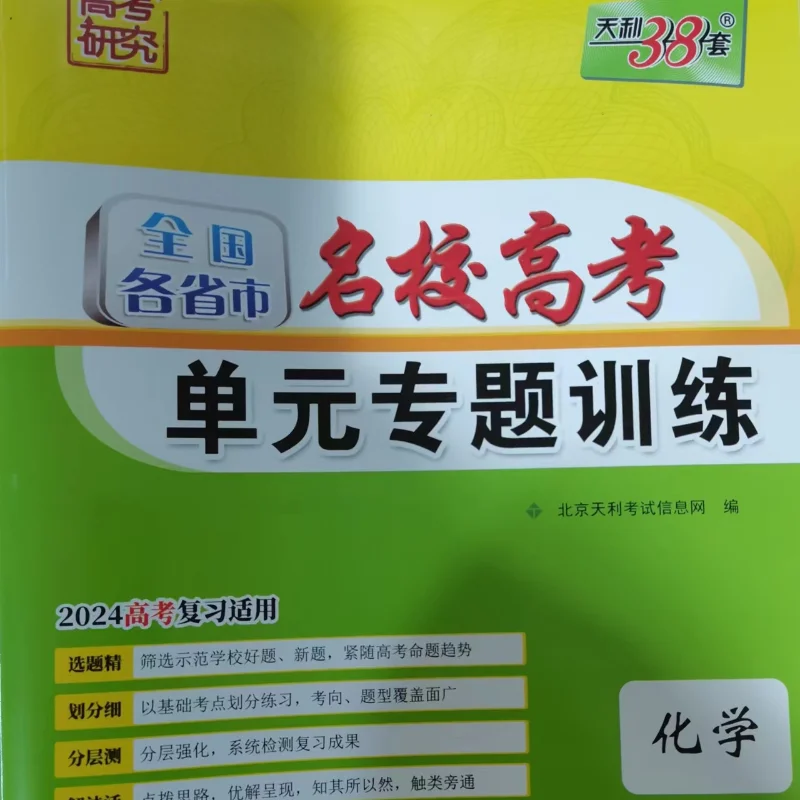 高考
研究
天利38套®
全国
各省市
名校高考
单元专题训练
北京天利考试信息网 编
2024高考复习适用
选题精 筛选示范学校好题、新题，紧随高考命题趋势
划分细 以基础考点划分练习，考向、题型覆盖面广
分层测 分层强化，系统检测复习成果
点拨思路，优解呈现，知其所以然，触类旁通
化学